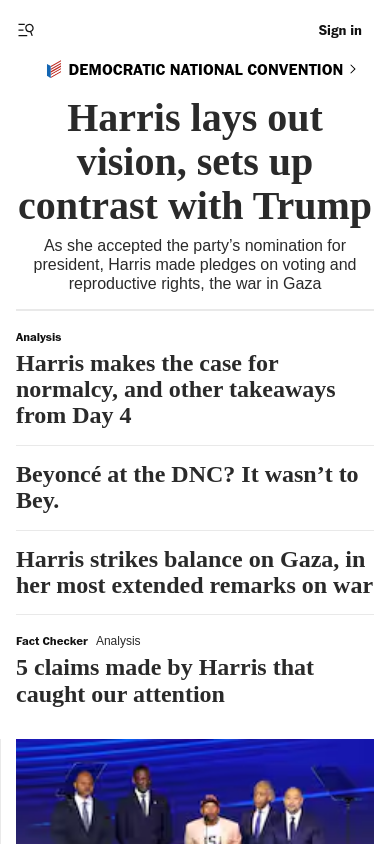 Sign in
DEMOCRATIC NATIONAL CONVENTION
Harris lays out
vision, sets up
contrast with Trump
As she accepted the party’s nomination for
president, Harris made pledges on voting and
reproductive rights, the war in Gaza
Analysis
Harris makes the case for
normalcy, and other takeaways
from Day 4
Beyoncé at the DNC? It wasn’t to
Bey.
Harris strikes balance on Gaza, in
her most extended remarks on war
Fact Checker Analysis
5 claims made by Harris that
caught our attention